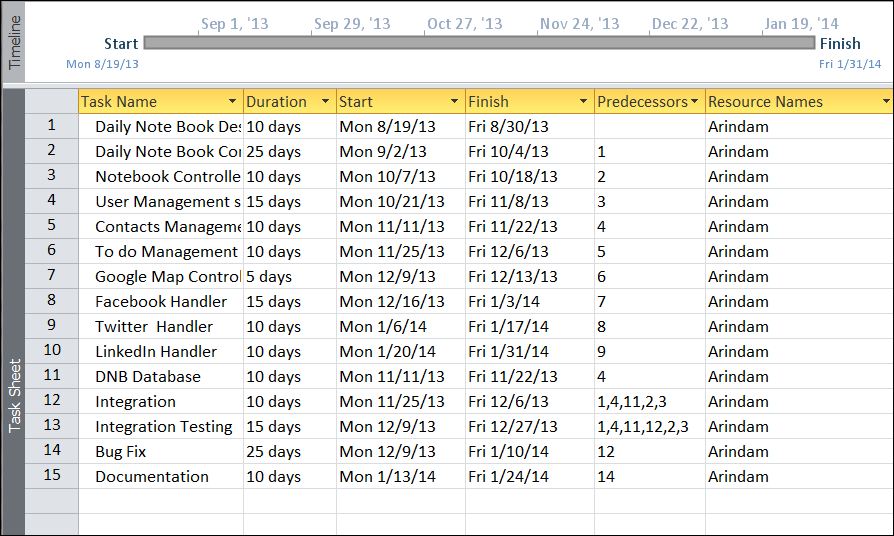 Timeline
Sep 1, '13 Sep 29, '13 Oct 27, '13 Nov 24, '13 Dec 22, '13 Jan 19, '14
Start Finish
Mon 8/19/13 Fri 1/31/14
Task Sheet
Task Name Duration Start Finish Predecessors Resource Names
1 Daily Note Book Des 10 days Mon 8/19/13 Fri 8/30/13 Arindam
2 Daily Note Book Con 25 days Mon 9/2/13 Fri 10/4/13 1 Arindam
3 Notebook Controlle 10 days Mon 10/7/13 Fri 10/18/13 2 Arindam
4 User Management s 15 days Mon 10/21/13 Fri 11/8/13 3 Arindam
5 Contacts Manageme 10 days Mon 11/11/13 Fri 11/22/13 4 Arindam
6 To do Management 10 days Mon 11/25/13 Fri 12/6/13 5 Arindam
7 Google Map Control 5 days Mon 12/9/13 Fri 12/13/13 6 Arindam
8 Facebook Handler 15 days Mon 12/16/13 Fri 1/3/14 7 Arindam
9 Twitter Handler 10 days Mon 1/6/14 Fri 1/17/14 8 Arindam
10 LinkedIn Handler 10 days Mon 1/20/14 Fri 1/31/14 9 Arindam
11 DNB Database 10 days Mon 11/11/13 Fri 11/22/13 4 Arindam
12 Integration 10 days Mon 11/25/13 Fri 12/6/13 1,4,11,2,3 Arindam
13 Integration Testing 15 days Mon 12/9/13 Fri 12/27/13 1,4,11,12,2,3 Arindam
14 Bug Fix 25 days Mon 12/9/13 Fri 1/10/14 12 Arindam
15 Documentation 10 days Mon 1/13/14 Fri 1/24/14 14 Arindam